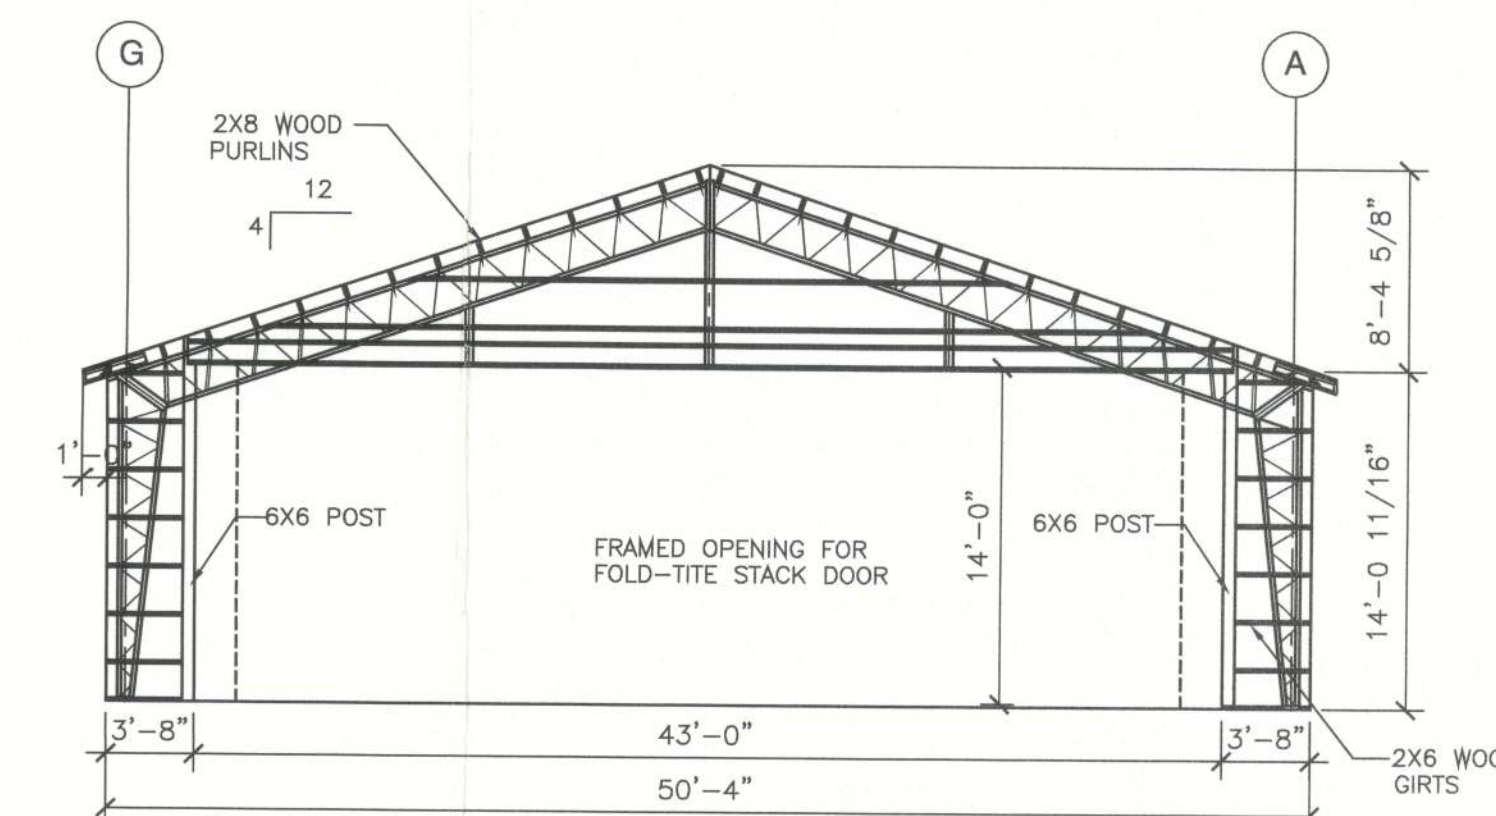 G
A
2X8 WOOD
PURLINS
12
4
8'-4 5/8"
1'-0"
6X6 POST
FRAMED OPENING FOR
FOLD-TITE STACK DOOR
14'-0"
6X6 POST
14'-0 11/16"
3'-8"
43'-0"
3'-8"
2X6
GIRTS
50'-4"